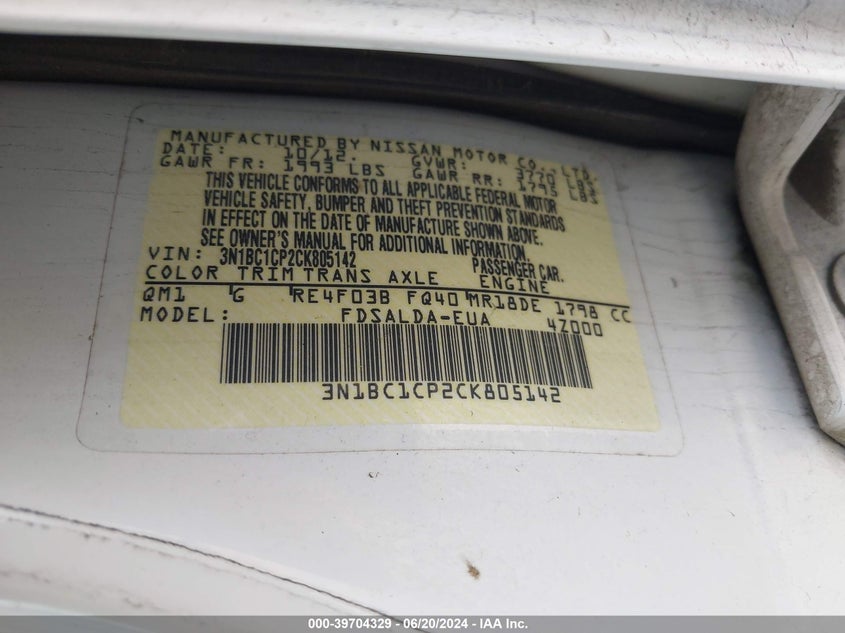 MANUFACTURED BY NISSAN MOTOR CO., LTD.
DATE: 10/12. GVWR: 3770 LBS
GAWR FR: 1993 LBS GAWR RR: 1795 LBS
THIS VEHICLE CONFORMS TO ALL APPLICABLE FEDERAL MOTOR
VEHICLE SAFETY, BUMPER AND THEFT PREVENTION STANDARDS
IN EFFECT ON THE DATE OF MANUFACTURE SHOWN ABOVE.
SEE OWNER'S MANUAL FOR ADDITIONAL INFORMATION.
VIN: 3N1BC1CP2CK805142 PASSENGER CAR.
COLOR TRIM TRANS AXLE ENGINE
QM1 G RE4F03B FQ40 MR18DE 1798 CC
MODEL: FDSALDA-EUA 4Z000
3N1BC1CP2CK805142
000-39704329 - 06/20/2024 - IAA Inc.